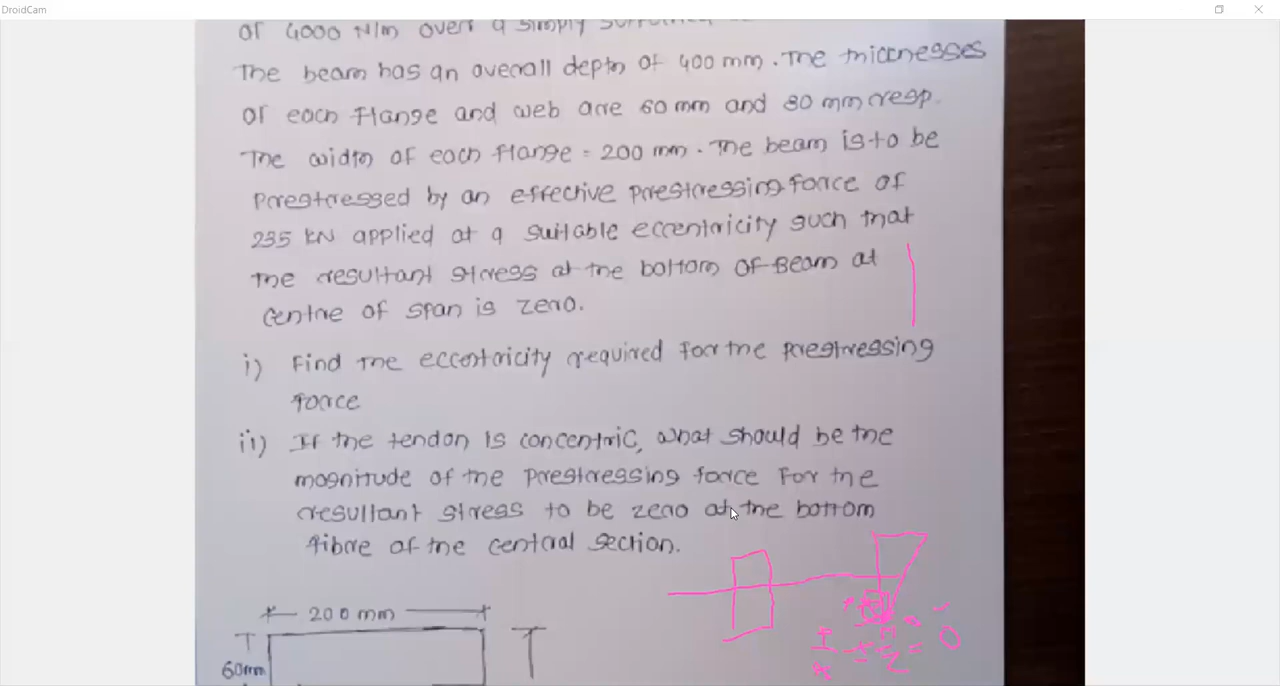 DroidCam
of 4000 N/m over a simply
The beam has an overall depth of 400 mm. The thicknesses
of each flange and web are 60 mm and 80 mm resp.
The width of each flange = 200 mm. The beam is to be
prestressed by an effective prestressing force of
235 kN applied at a suitable eccentricity such that
the resultant stress at the bottom of Beam at
centre of span is zero.
i) Find the eccentricity required for the prestressing
force
ii) If the tendon is concentric, what should be the
magnitude of the prestressing force for the
resultant stress to be zero at the bottom
fibre of the central section.
200 mm
60mm